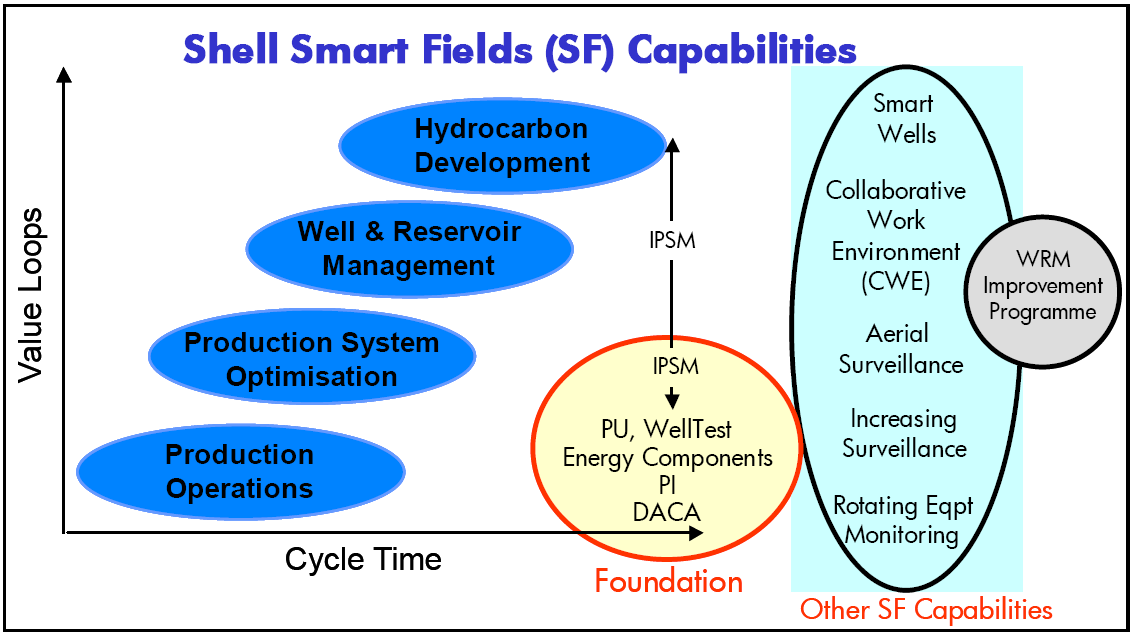 Shell Smart Fields (SF) Capabilities
Value Loops
Hydrocarbon
Development
Well & Reservoir
Management
Production System
Optimisation
Production
Operations
Cycle Time
IPSM
IPSM
PU, WellTest
Energy Components
PI
DACA
Foundation
Smart
Wells
Collaborative
Work
Environment
(CWE)
Aerial
Surveillance
Increasing
Surveillance
Rotating Eqpt
Monitoring
WRM
Improvement
Programme
Other SF Capabilities